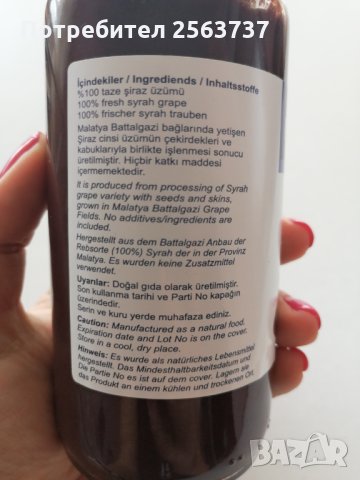 Потребител 2563737
İçindekiler / Ingrediends / Inhaltsstoffe
%100 taze şiraz üzümü
100% fresh syrah grape
100% frischer syrah trauben
Malatya Battalgazi bağlarında yetişen
Şiraz cinsi üzümün çekirdekleri ve
kabuklarıyla birlikte işlenmesi sonucu
üretilmiştir. Hiçbir katkı maddesi
içermemektedir.
It is produced from processing of Syrah
grape variety with seeds and skins,
grown in Malatya Battalgazi Grape
Fields. No additives/ingredients are
included.
Hergestellt aus dem Battalgazi Anbau der
Rebsorte (100%) Syrah der in der Provinz
Malatya. Es wurden keine Zusatzmittel
verwendet.
Uyarılar: Doğal gıda olarak üretilmiştir.
Son kullanma tarihi ve Parti No kapağın
üzerindedir.
Serin ve kuru yerde muhafaza ediniz.
Caution: Manufactured as a natural food.
Expiration date and Lot No is on the cover.
Store in a cool, dry place.
Hinweis: Es wurde als natürliches Lebensmittel
hergestellt. Das Mindesthaltbarkeitsdatum und
Die Partie No es ist auf dem cover. Lagern sie
das Produkt an einem kühlen und trockenen Ort.
BAZAR